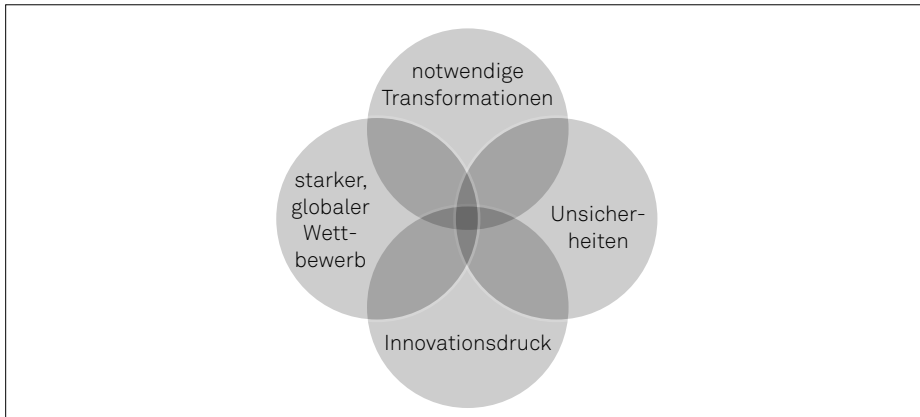 notwendige
Transformationen
starker,
globaler
Wett-
bewerb
Unsicher-
heiten
Innovationsdruck